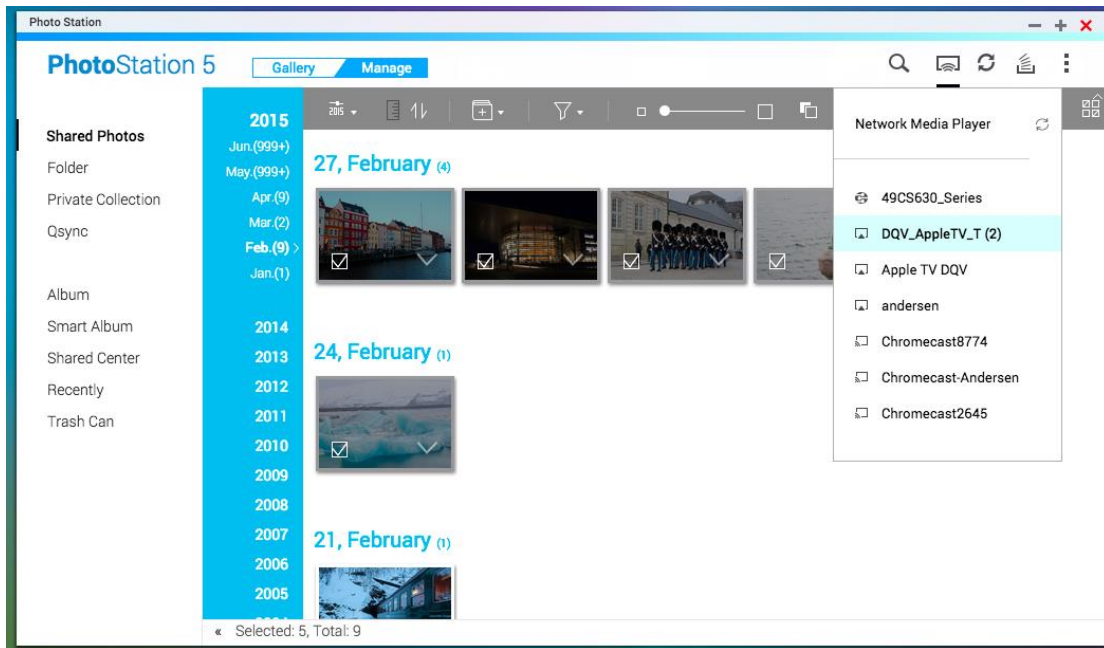 Photo Station
PhotoStation 5
Gallery
Manage
Shared Photos
Folder
Private Collection
Qsync
Album
Smart Album
Shared Center
Recently
Trash Can
2015
Jun.(999+)
May.(999+)
Apr.(9)
Mar.(2)
Feb.(9) >
Jan.(1)
2014
2013
2012
2011
2010
2009
2008
2007
2006
2005
2015
27, February (4)
24, February (1)
21, February (1)
« Selected: 5, Total: 9
Network Media Player
49CS630_Series
DQV_AppleTV_T (2)
Apple TV DQV
andersen
Chromecast8774
Chromecast-Andersen
Chromecast2645